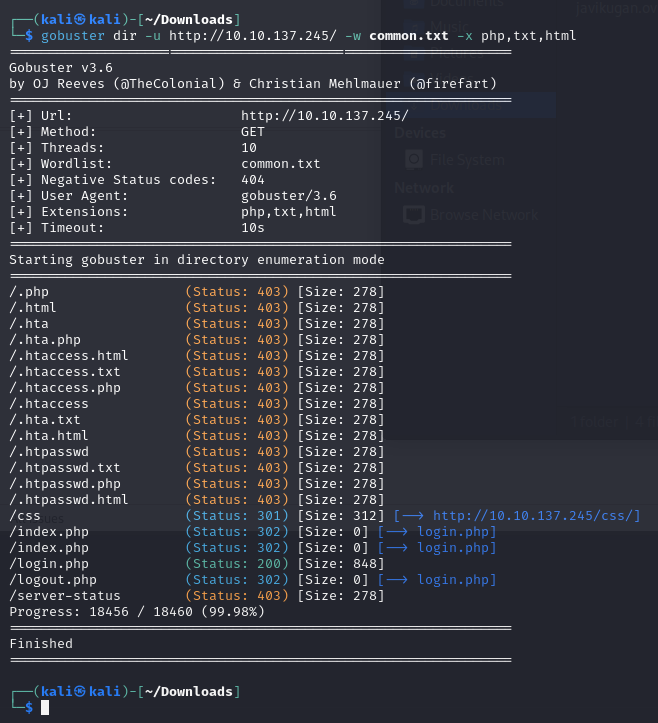 ┌──(kali㉿kali)-[~/Downloads]
└─$ gobuster dir -u http://10.10.137.245/ -w common.txt -x php,txt,html
===============================================================
Gobuster v3.6
by OJ Reeves (@TheColonial) & Christian Mehlmauer (@firefart)
===============================================================
[+] Url:                     http://10.10.137.245/
[+] Method:                  GET
[+] Threads:                 10
[+] Wordlist:                common.txt
[+] Negative Status codes:   404
[+] User Agent:              gobuster/3.6
[+] Extensions:              php,txt,html
[+] Timeout:                 10s
===============================================================
Starting gobuster in directory enumeration mode
===============================================================
/.php                 (Status: 403) [Size: 278]
/.html                (Status: 403) [Size: 278]
/.hta                 (Status: 403) [Size: 278]
/.hta.php             (Status: 403) [Size: 278]
/.htaccess.html       (Status: 403) [Size: 278]
/.htaccess.txt        (Status: 403) [Size: 278]
/.htaccess.php        (Status: 403) [Size: 278]
/.htaccess            (Status: 403) [Size: 278]
/.hta.txt             (Status: 403) [Size: 278]
/.hta.html            (Status: 403) [Size: 278]
/.htpasswd            (Status: 403) [Size: 278]
/.htpasswd.txt        (Status: 403) [Size: 278]
/.htpasswd.php        (Status: 403) [Size: 278]
/.htpasswd.html       (Status: 403) [Size: 278]
/css                  (Status: 301) [Size: 312] [--> http://10.10.137.245/css/]
/index.php            (Status: 302) [Size: 0] [--> login.php]
/index.php            (Status: 302) [Size: 0] [--> login.php]
/login.php            (Status: 200) [Size: 848]
/logout.php           (Status: 302) [Size: 0] [--> login.php]
/server-status        (Status: 403) [Size: 278]
Progress: 18456 / 18460 (99.98%)
===============================================================
Finished
===============================================================
┌──(kali㉿kali)-[~/Downloads]
└─$
Documents
Music
Downloads
Devices
File System
Network
Browse Network